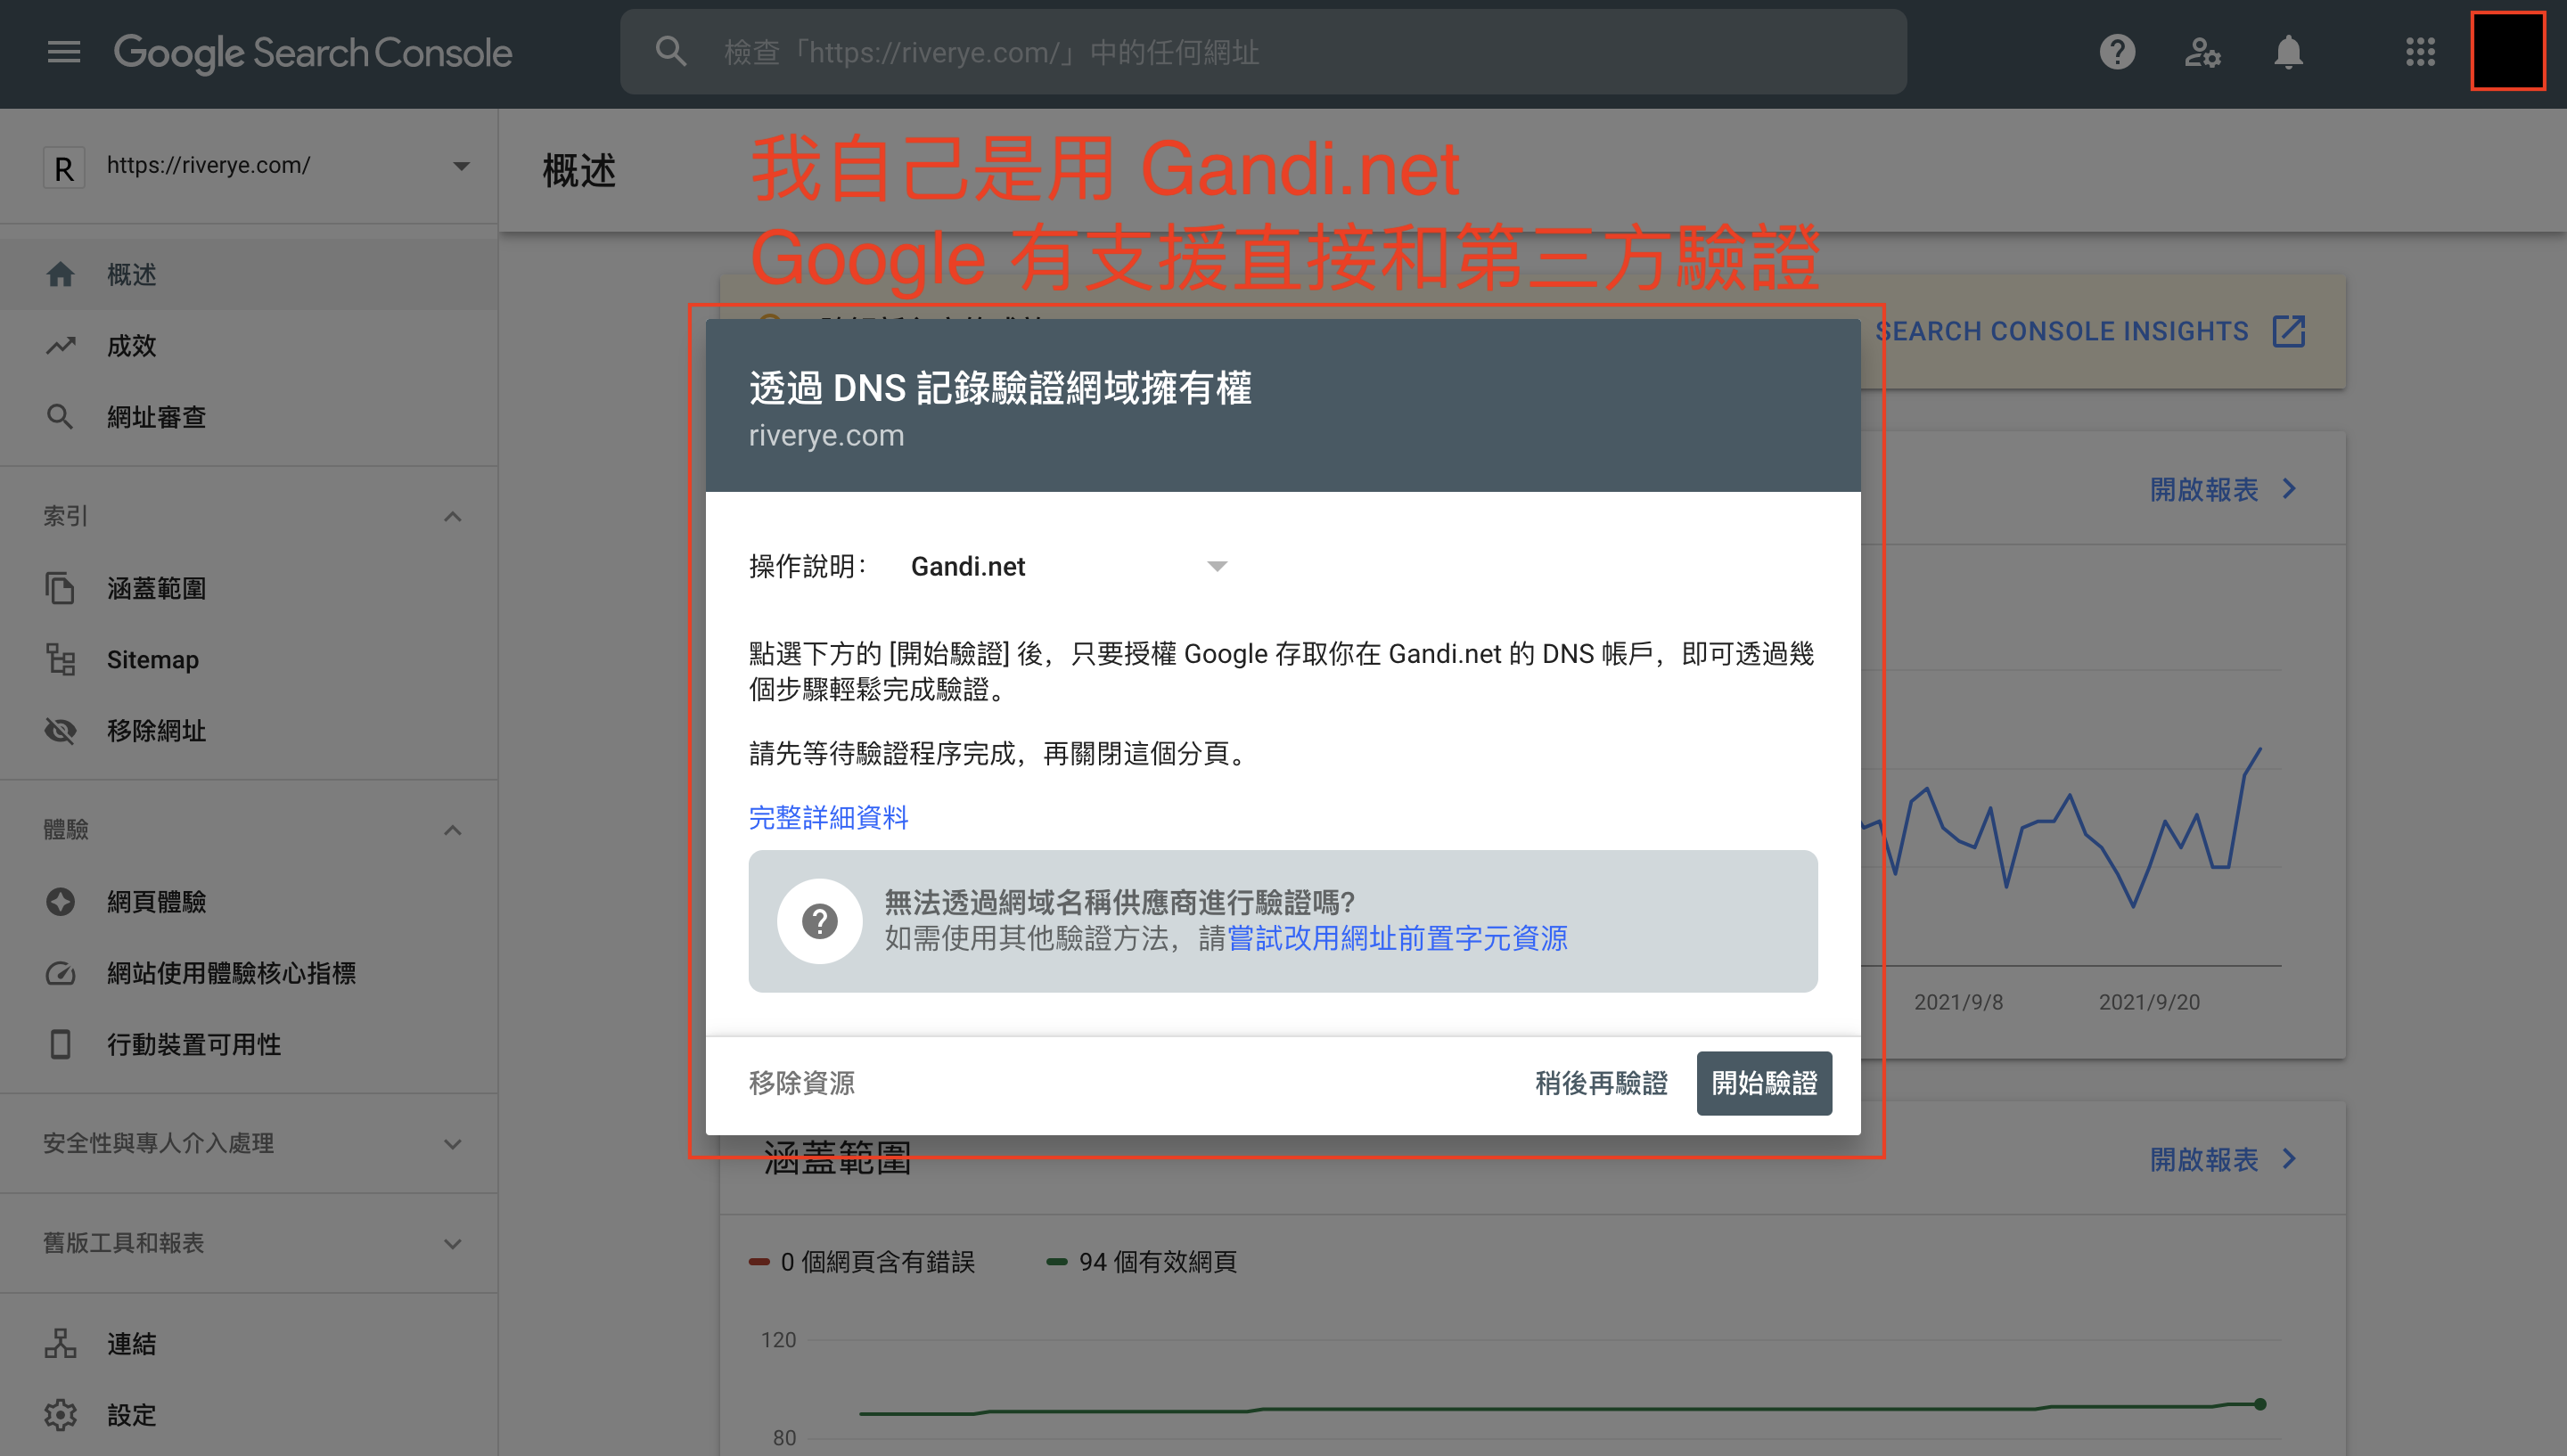 Google Search Console
檢查「https://riverye.com/」中的任何網址
R
https://riverye.com/
概述
成效
網址審查
索引
涵蓋範圍
Sitemap
移除網址
體驗
網頁體驗
網站使用體驗核心指標
行動裝置可用性
安全性與專人介入處理
舊版工具和報表
連結
設定
概述
我自己是用 Gandi.net
Google 有支援直接和第三方驗證
SEARCH CONSOLE INSIGHTS
透過 DNS 記錄驗證網域擁有權
riverye.com
操作說明： Gandi.net
點選下方的 [開始驗證] 後，只要授權 Google 存取你在 Gandi.net 的 DNS 帳戶，即可透過幾
個步驟輕鬆完成驗證。
請先等待驗證程序完成，再關閉這個分頁。
完整詳細資料
無法透過網域名稱供應商進行驗證嗎?
如需使用其他驗證方法，請嘗試改用網址前置字元資源
移除資源
稍後再驗證
開始驗證
開啟報表
2021/9/8
2021/9/20
涵蓋範圍
開啟報表
0 個網頁含有錯誤
94 個有效網頁
120
80